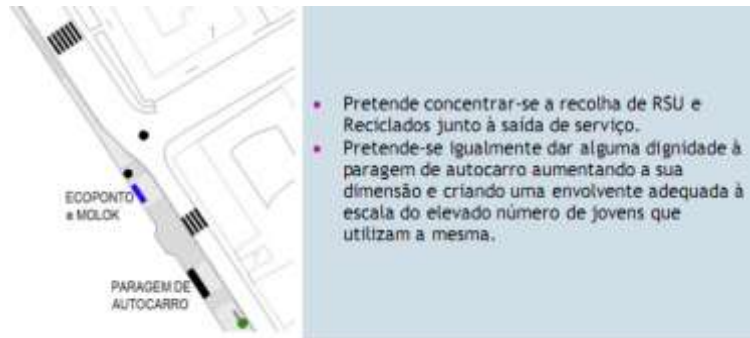 ECOPONTO
e MOLOK
PARAGEM DE
AUTOCARRO
• Pretende concentrar-se a recolha de RSU e
Reciclados junto à saída de serviço.
• Pretende-se igualmente dar alguma dignidade à
paragem de autocarro aumentando a sua
dimensão e criando uma envolvente adequada à
escala do elevado número de jovens que
utilizam a mesma.